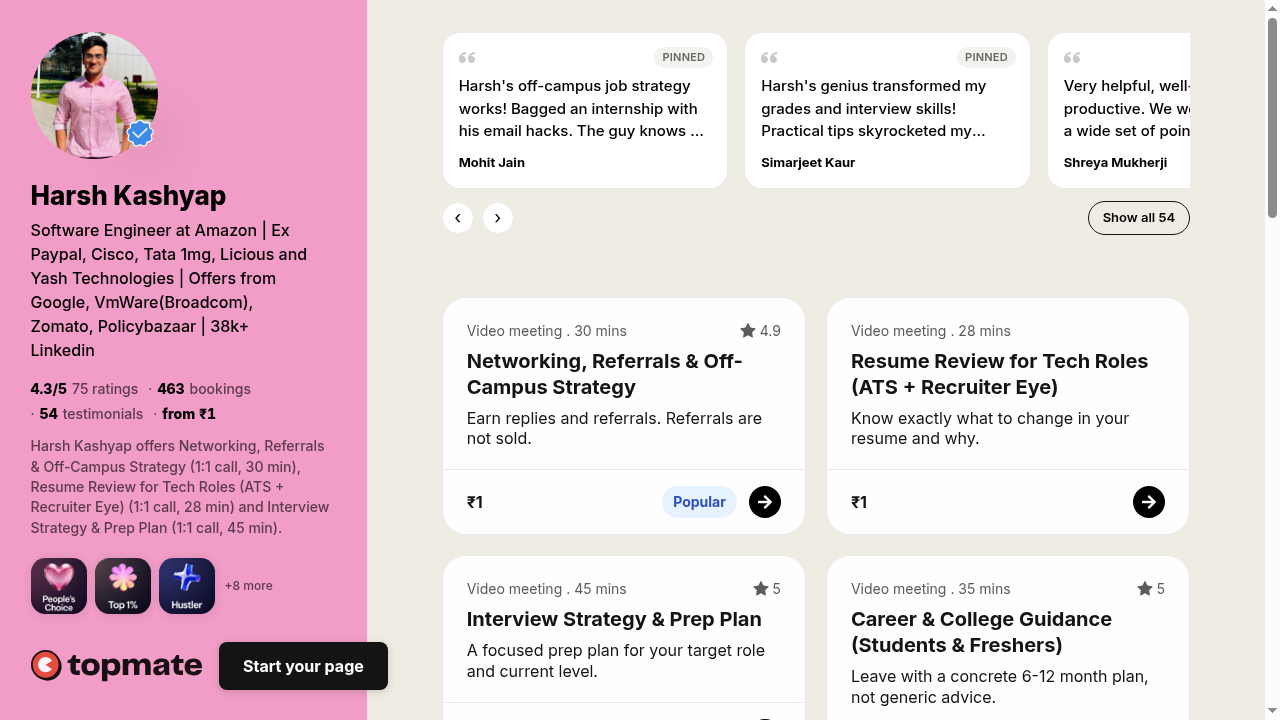 Harsh Kashyap
Software Engineer at Amazon | Ex
Paypal, Cisco, Tata 1mg, Licious and
Yash Technologies | Offers from
Google, VmWare(Broadcom),
Zomato, Policybazaar | 38k+
Linkedin
4.3/5 75 ratings · 463 bookings
· 54 testimonials · from ₹1
Harsh Kashyap offers Networking, Referrals
& Off-Campus Strategy (1:1 call, 30 min),
Resume Review for Tech Roles (ATS +
Recruiter Eye) (1:1 call, 28 min) and Interview
Strategy & Prep Plan (1:1 call, 45 min).
People's
Choice
Top 1%
Hustler
+8 more
topmate
Start your page
PINNED
Harsh's off-campus job strategy
works! Bagged an internship with
his email hacks. The guy knows ...
Mohit Jain
PINNED
Harsh's genius transformed my
grades and interview skills!
Practical tips skyrocketed my...
Simarjeet Kaur
Very helpful, well-
productive. We we
a wide set of poin
Shreya Mukherji
‹ ›
Show all 54
Video meeting . 30 mins
4.9
Networking, Referrals & Off-
Campus Strategy
Earn replies and referrals. Referrals are
not sold.
₹1
Popular
Video meeting . 28 mins
Resume Review for Tech Roles
(ATS + Recruiter Eye)
Know exactly what to change in your
resume and why.
₹1
Video meeting . 45 mins
5
Interview Strategy & Prep Plan
A focused prep plan for your target role
and current level.
Video meeting . 35 mins
5
Career & College Guidance
(Students & Freshers)
Leave with a concrete 6-12 month plan,
not generic advice.